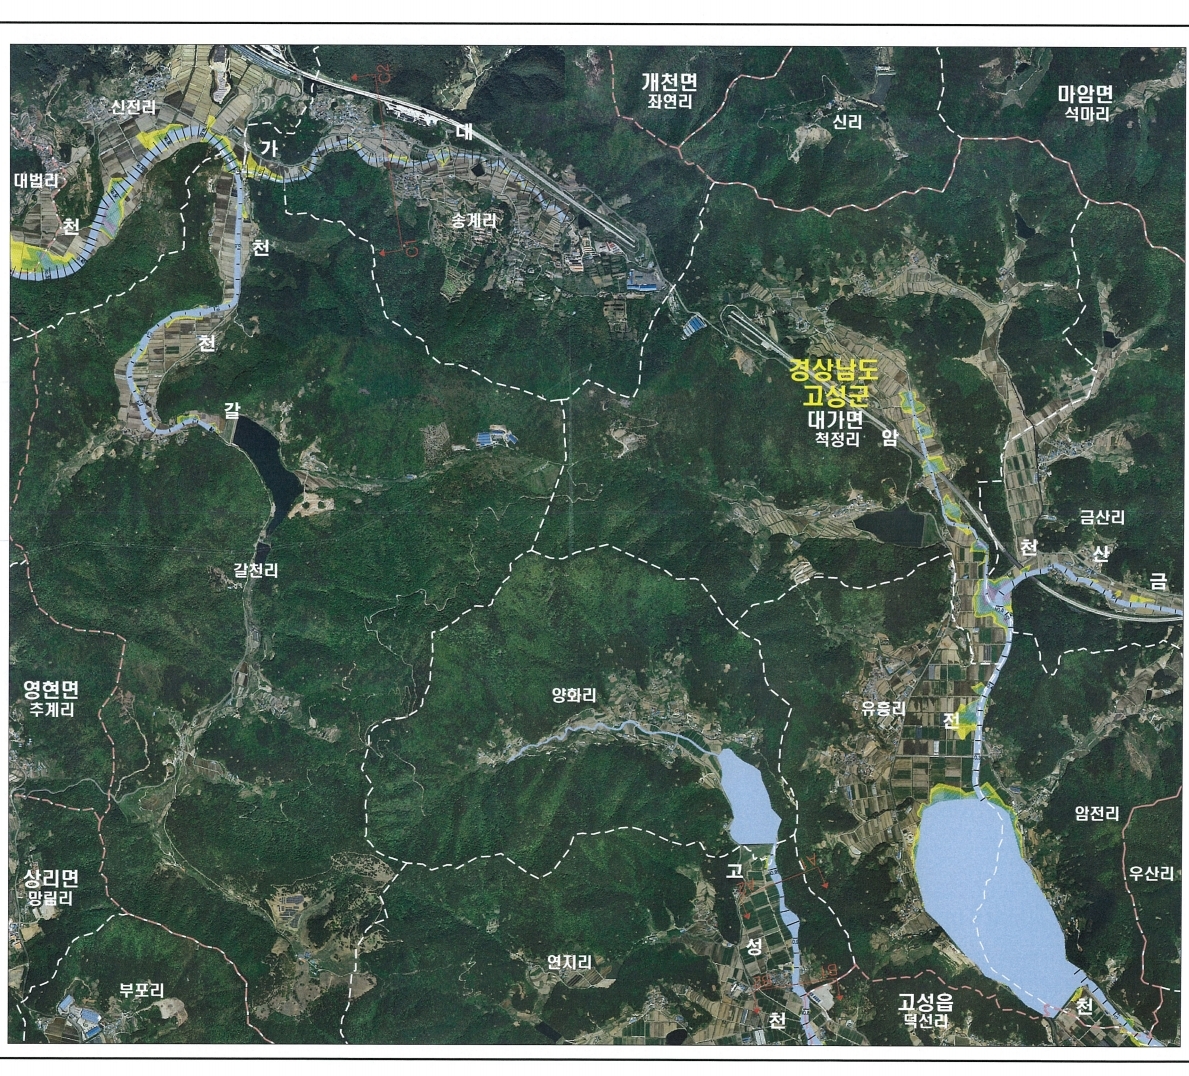 개천면
좌연리
마암면
석마리
신전리
신리
대
가
대법리
천
송계리
천
천
경상남도
고성군
대가면
척정리
암
갈
금산리
천
산
금
갈천리
영현면
추계리
양화리
유흥리
전
암전리
상리면
망림리
우산리
고
성
연지리
부포리
고성읍
덕선리
천
천